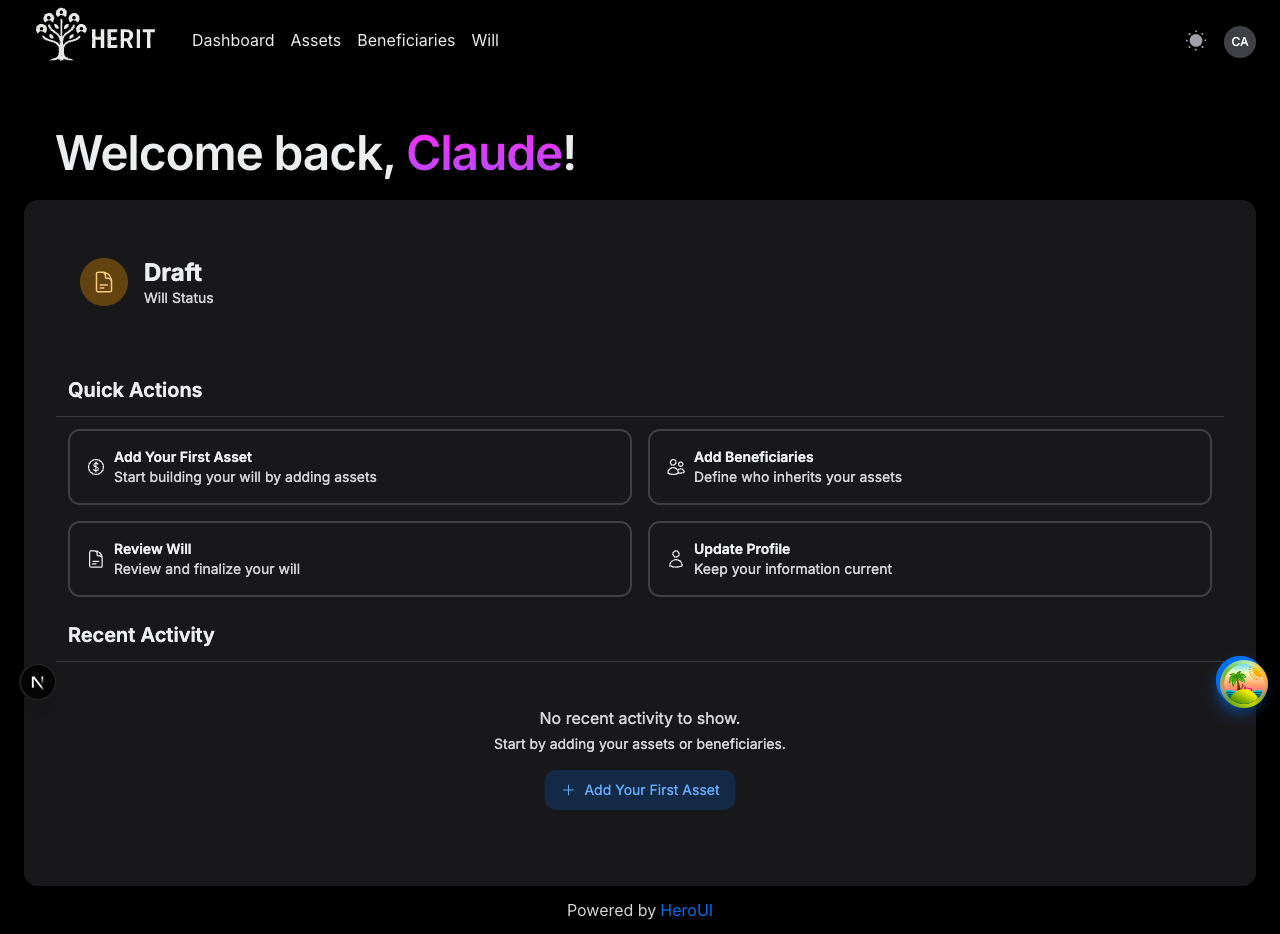 HERIT
Dashboard Assets Beneficiaries Will
CA
Welcome back, Claude!
Draft
Will Status
Quick Actions
Add Your First Asset
Start building your will by adding assets
Add Beneficiaries
Define who inherits your assets
Review Will
Review and finalize your will
Update Profile
Keep your information current
Recent Activity
N
No recent activity to show.
Start by adding your assets or beneficiaries.
+ Add Your First Asset
Powered by HeroUI